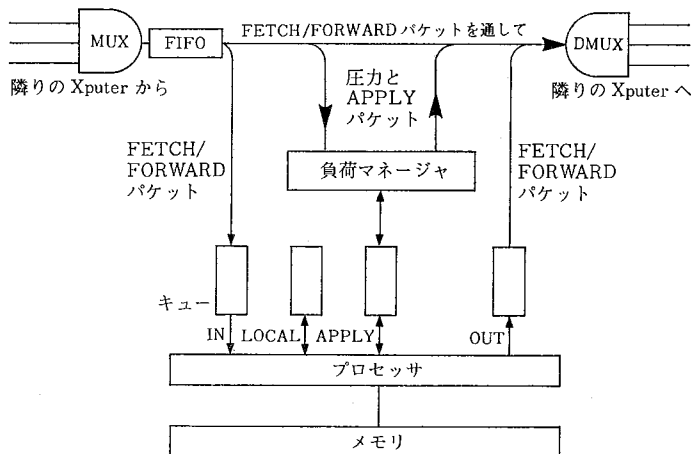 MUX
FIFO
FETCH/FORWARD パケットを通して
DMUX
隣りの Xputer から
圧力と
APPLY
パケット
隣りの Xputer へ
FETCH/
FORWARD
パケット
負荷マネージャ
FETCH/
FORWARD
パケット
キュー
IN
LOCAL
APPLY
OUT
プロセッサ
メモリ